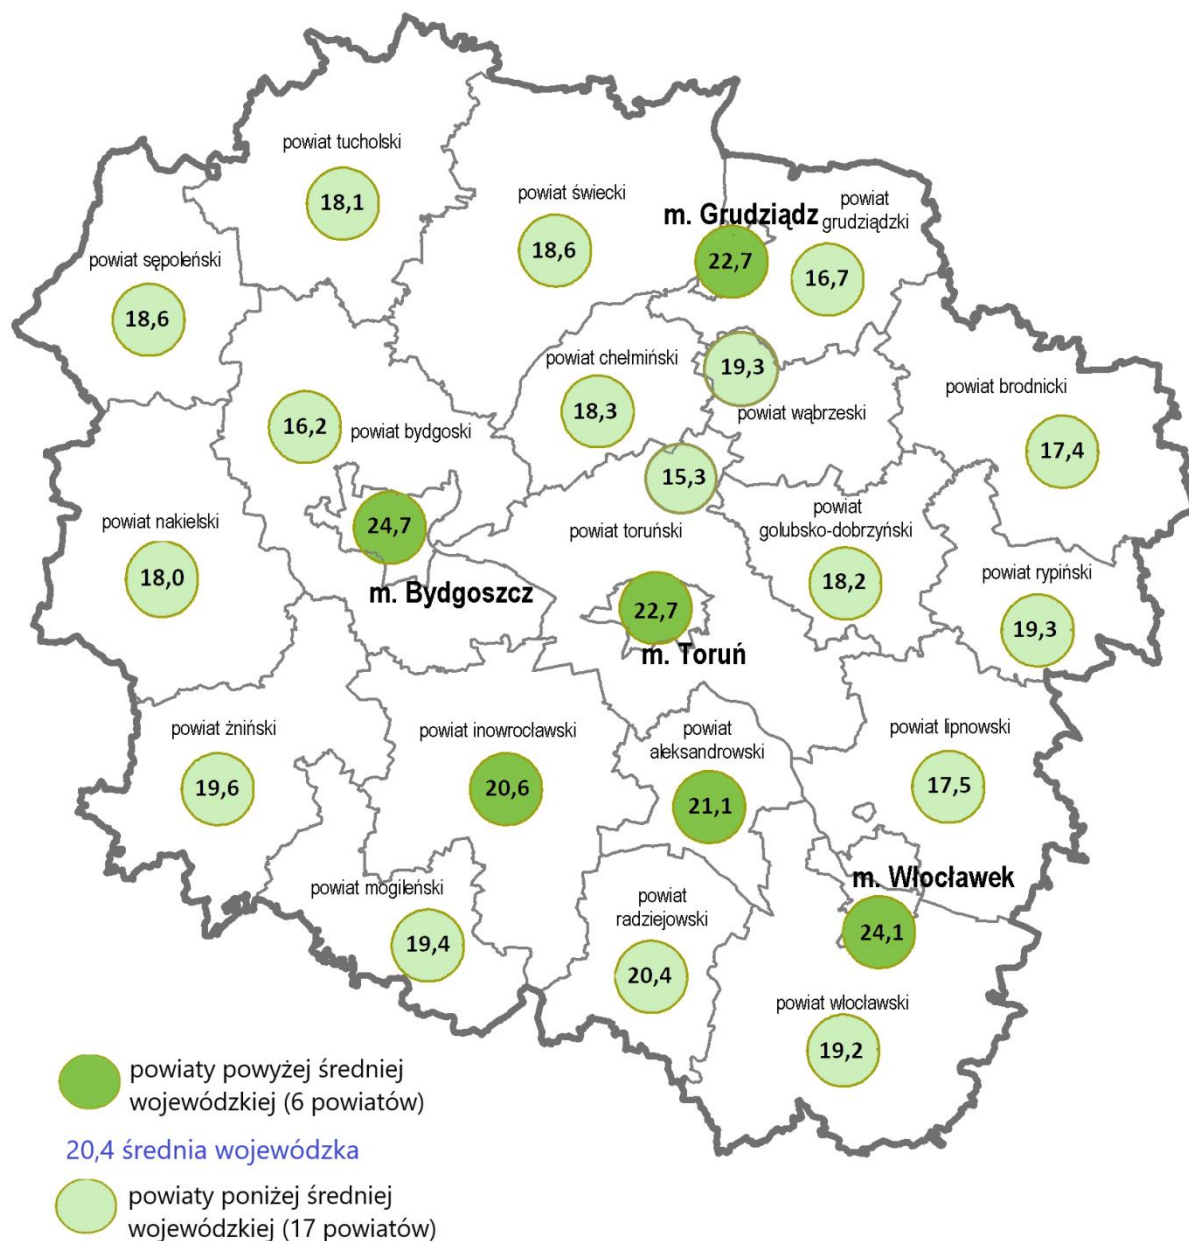 powiat tucholski
18,1
powiat świecki
18,6
m. Grudziądz
22,7
powiat
grudziądzki
16,7
powiat sępoleński
18,6
powiat chełmiński
18,3
19,3
powiat wąbrzeski
powiat brodnicki
17,4
16,2
powiat bydgoski
15,3
powiat toruński
powiat nakielski
18,0
24,7
m. Bydgoszcz
powiat
golubsko-dobrzyński
18,2
powiat rypiński
19,3
22,7
m. Toruń
powiat żniński
19,6
powiat inowrocławski
20,6
powiat
aleksandrowski
21,1
powiat lipnowski
17,5
powiat mogileński
19,4
powiat
radziejowski
20,4
m. Włocławek
24,1
powiat włocławski
19,2
powiaty powyżej średniej
wojewódzkiej (6 powiatów)
20,4 średnia wojewódzka
powiaty poniżej średniej
wojewódzkiej (17 powiatów)